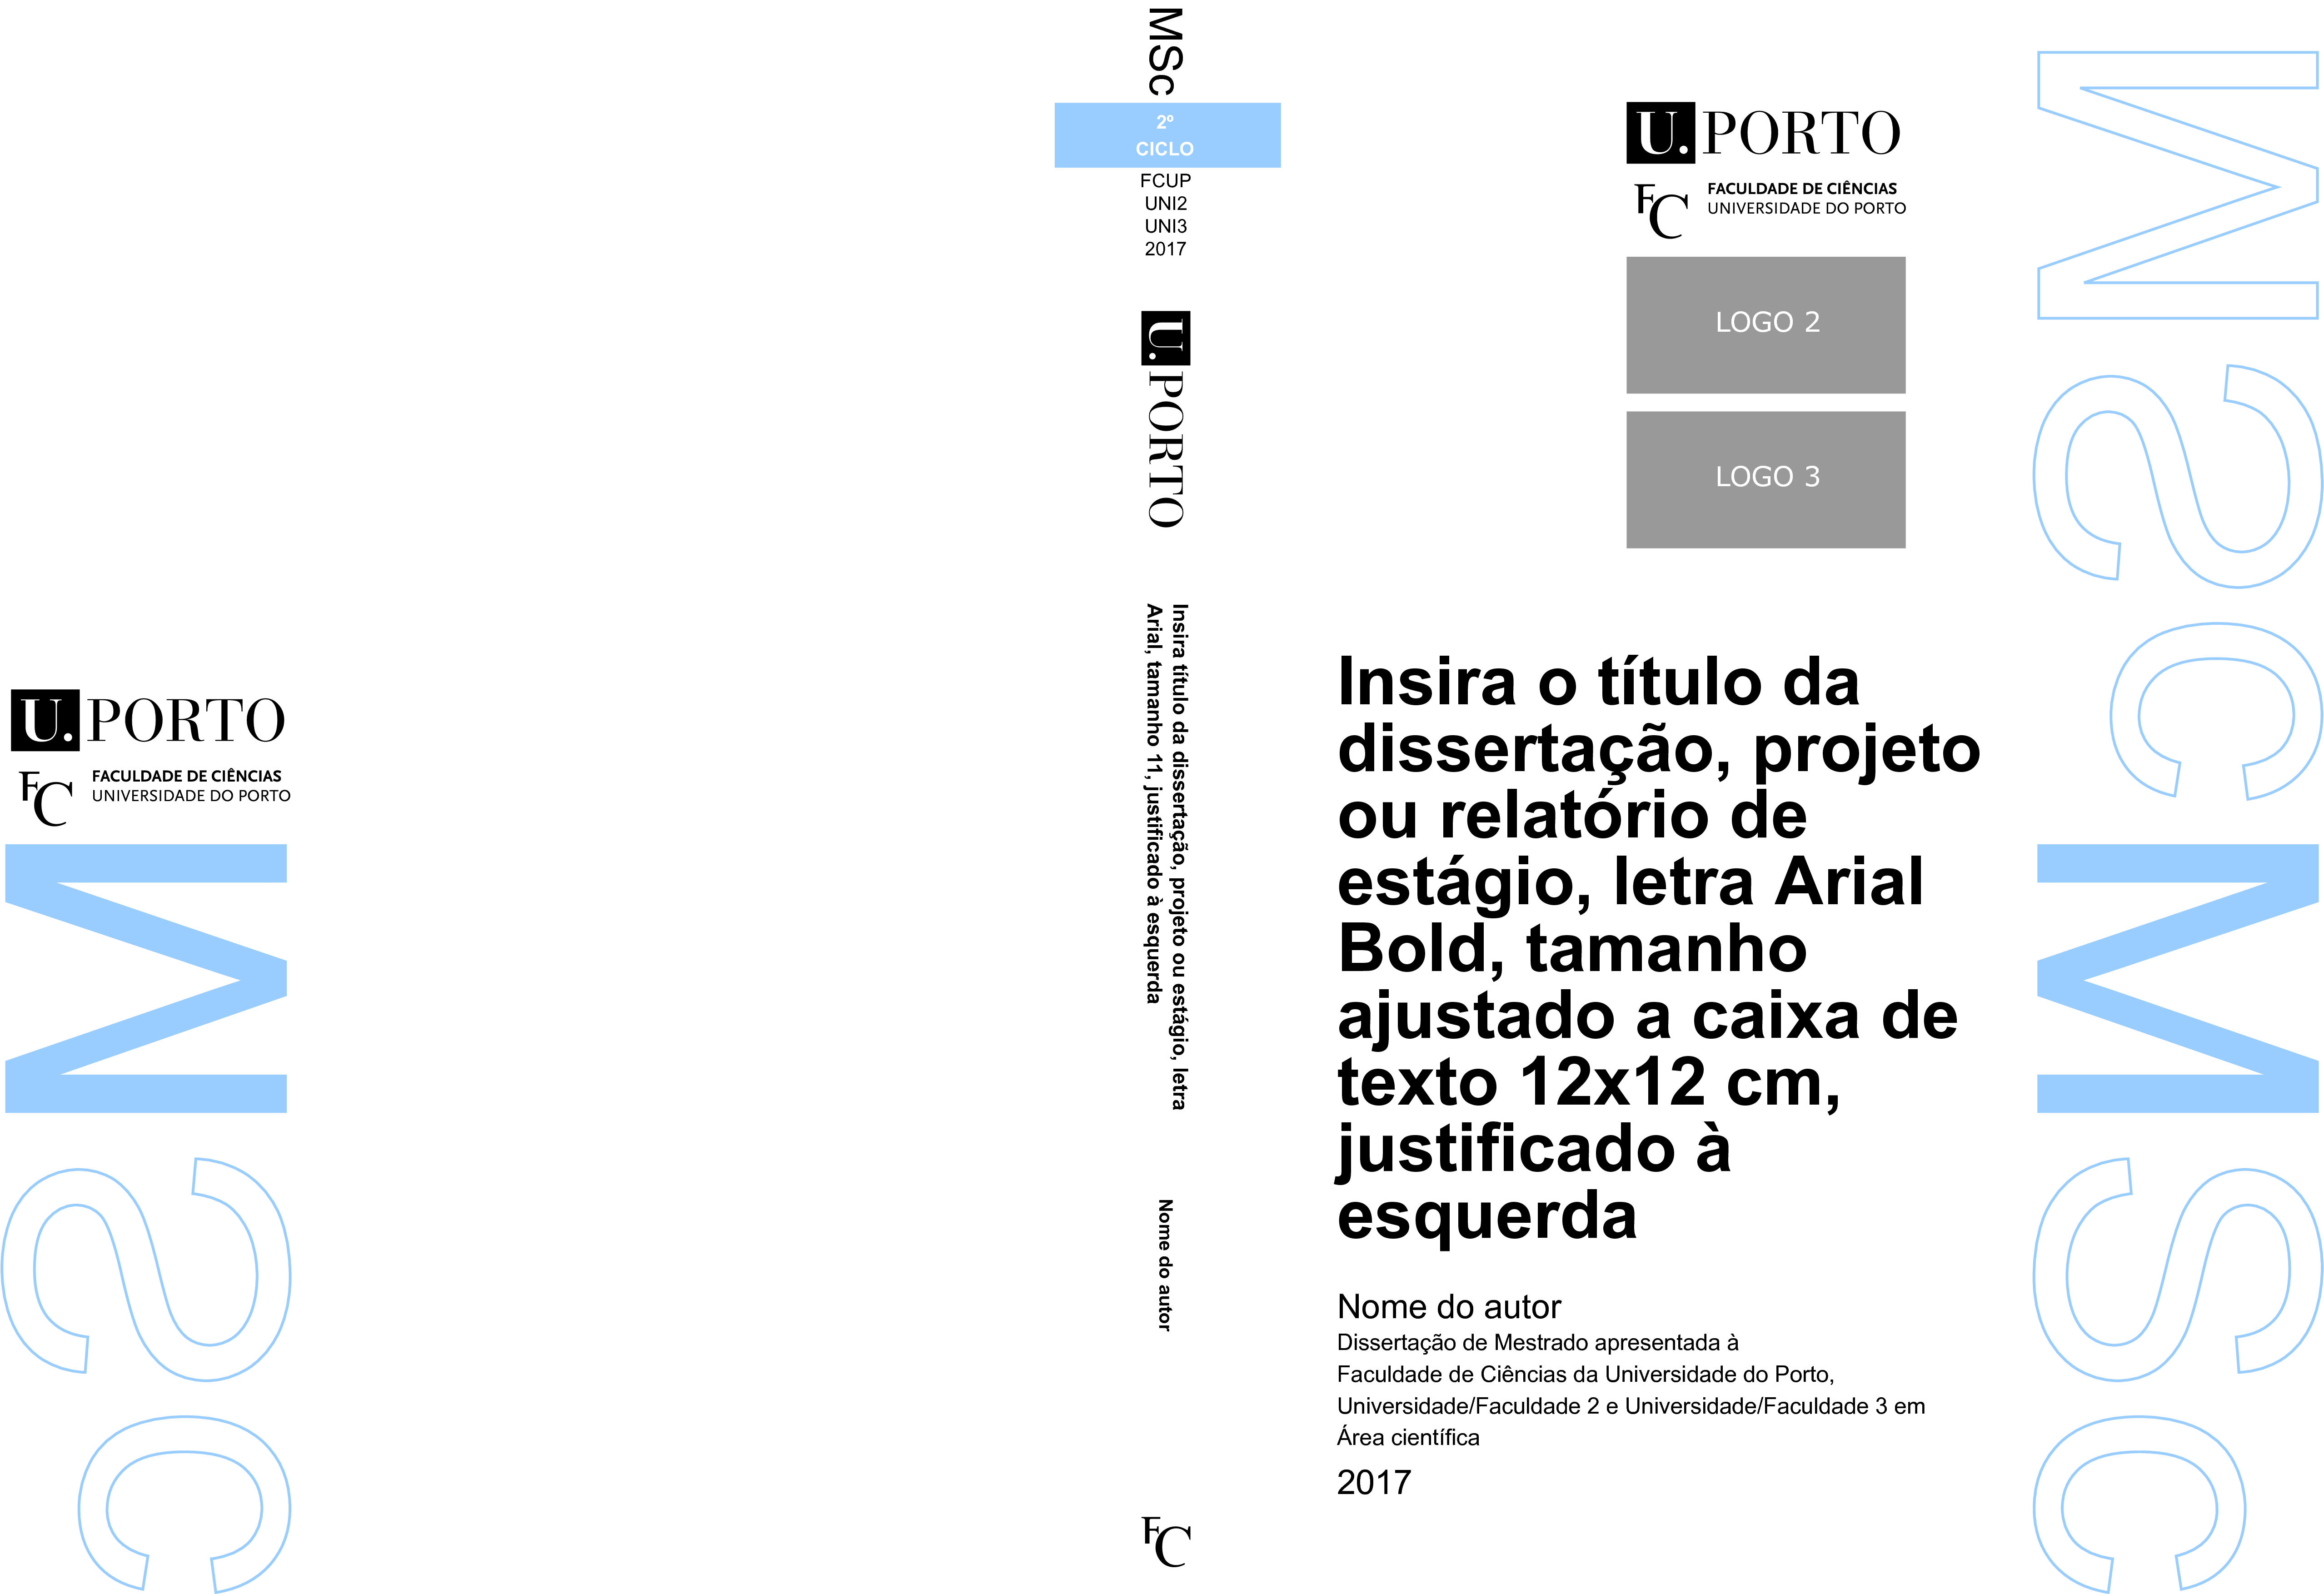 U.PORTO
FC
FACULDADE DE CIÊNCIAS
UNIVERSIDADE DO PORTO
MSc
MSc
2º
CICLO
FCUP
UNI2
UNI3
2017
U.PORTO
Insira título da dissertação, projeto ou estágio, letra
Arial, tamanho 11, justificado à esquerda
Nome do autor
FC
U.PORTO
FC
FACULDADE DE CIÊNCIAS
UNIVERSIDADE DO PORTO
LOGO 2
LOGO 3
Insira o título da
dissertação, projeto
ou relatório de
estágio, letra Arial
Bold, tamanho
ajustado a caixa de
texto 12x12 cm,
justificado à
esquerda
Nome do autor
Dissertação de Mestrado apresentada à
Faculdade de Ciências da Universidade do Porto,
Universidade/Faculdade 2 e Universidade/Faculdade 3 em
Área científica
2017
MSc
MSc